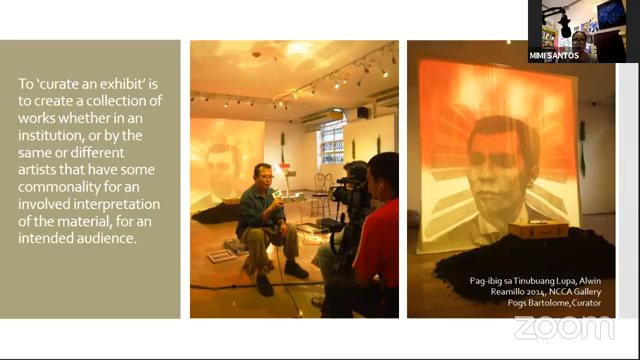 MIMI SANTOS
To ‘curate an exhibit’ is
to create a collection of
works whether in an
institution, or by the
same or different
artists that have some
commonality for an
involved interpretation
of the material, for an
intended audience.
Pag-ibig sa Tinubuang Lupa, Alwin
Reamillo 2014, NCCA Gallery
Pogs Bartolome,Curator
zoom